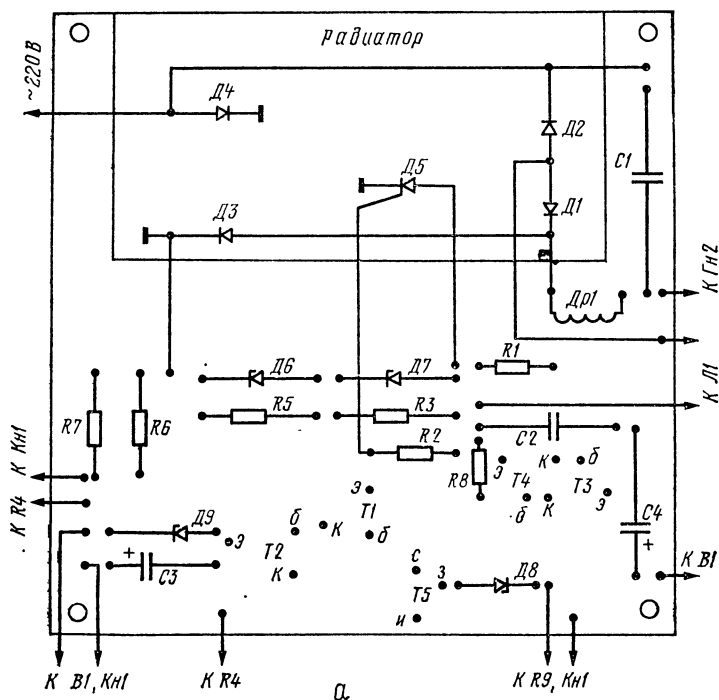 Радиатор
~220 В
Д4
Д2
С1
Д5
Д3
Д1
К Гн2
Др1
R1
К Л1
Д6
Д7
R7
R6
R5
R3
С2
К Кн1
R2
R8
э
к
б
Т4
Т3
К R4
э
Т1
б
к
э
С4
+
Д9
э
б
к
Т2
б
+
С3
к
с
з
Д8
К В1
Т5
и
К В1, Кн1
К R4
К R9, Кн1
а